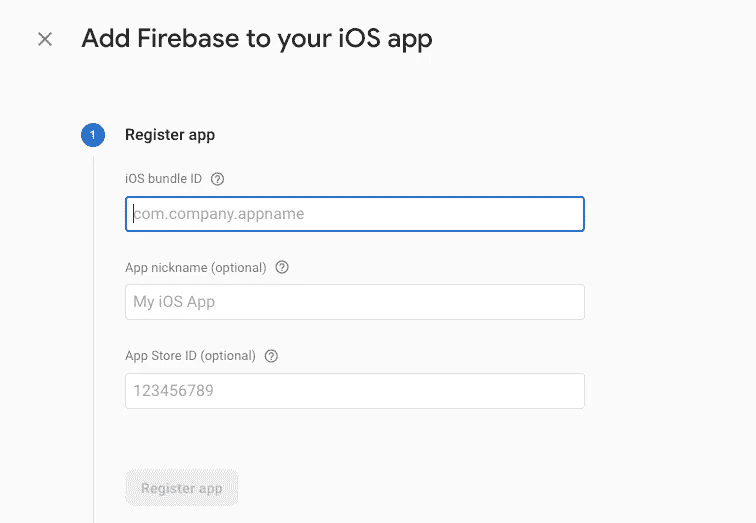 Add Firebase to your iOS app
1 Register app
iOS bundle ID ?
com.company.appname
App nickname (optional) ?
My iOS App
App Store ID (optional) ?
123456789
Register app